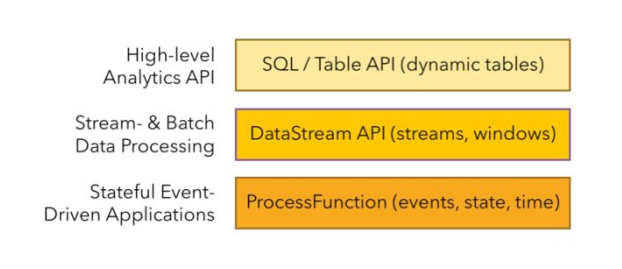 High-level
Analytics API
SQL / Table API (dynamic tables)
Stream- & Batch
Data Processing
DataStream API (streams, windows)
Stateful Event-
Driven Applications
ProcessFunction (events, state, time)